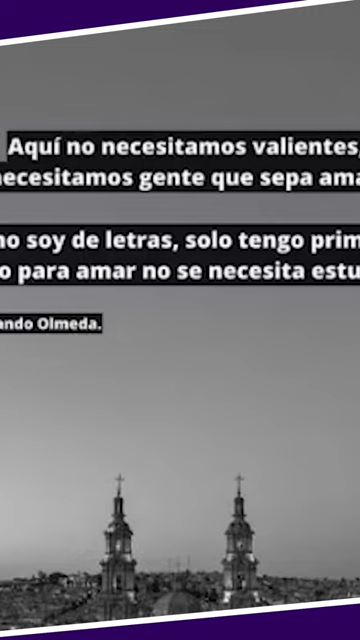 Aquí no necesitamos valientes,
necesitamos gente que sepa ama
no soy de letras, solo tengo prim
o para amar no se necesita estu
ando Olmeda.